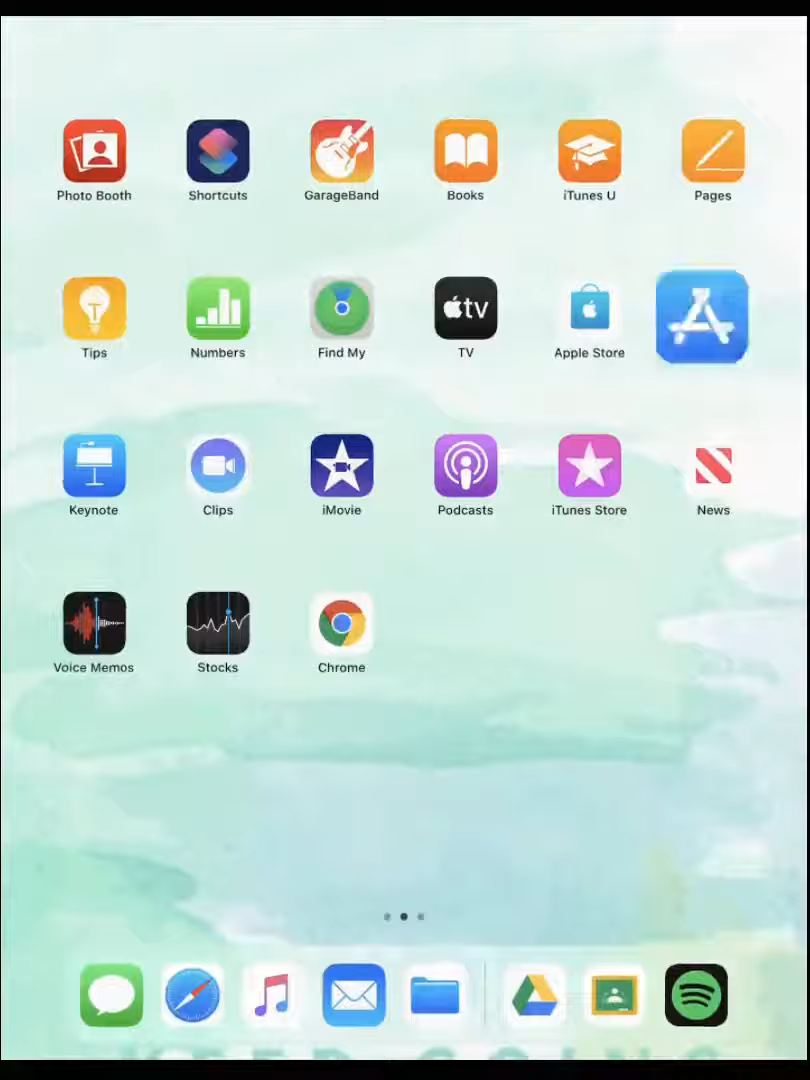 Photo Booth Shortcuts GarageBand Books iTunes U Pages
tv
Tips Numbers Find My TV Apple Store
Keynote Clips iMovie Podcasts iTunes Store News
Voice Memos Stocks Chrome